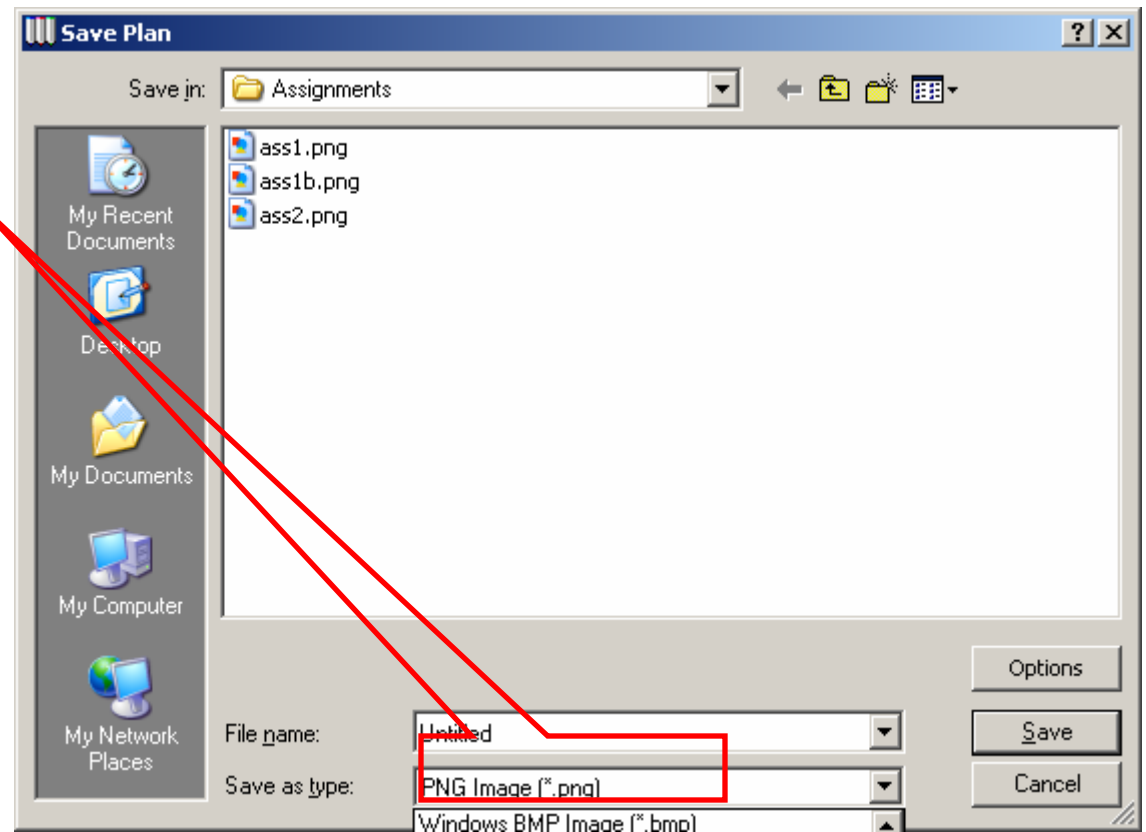 Save Plan
Save in:
Assignments
ass1.png
ass1b.png
ass2.png
My Recent
Documents
Desktop
My Documents
My Computer
My Network
Places
Options
File name:
Untitled
Save
Save as type:
PNG Image (*.png)
Cancel
Windows BMP Image (*.bmp)